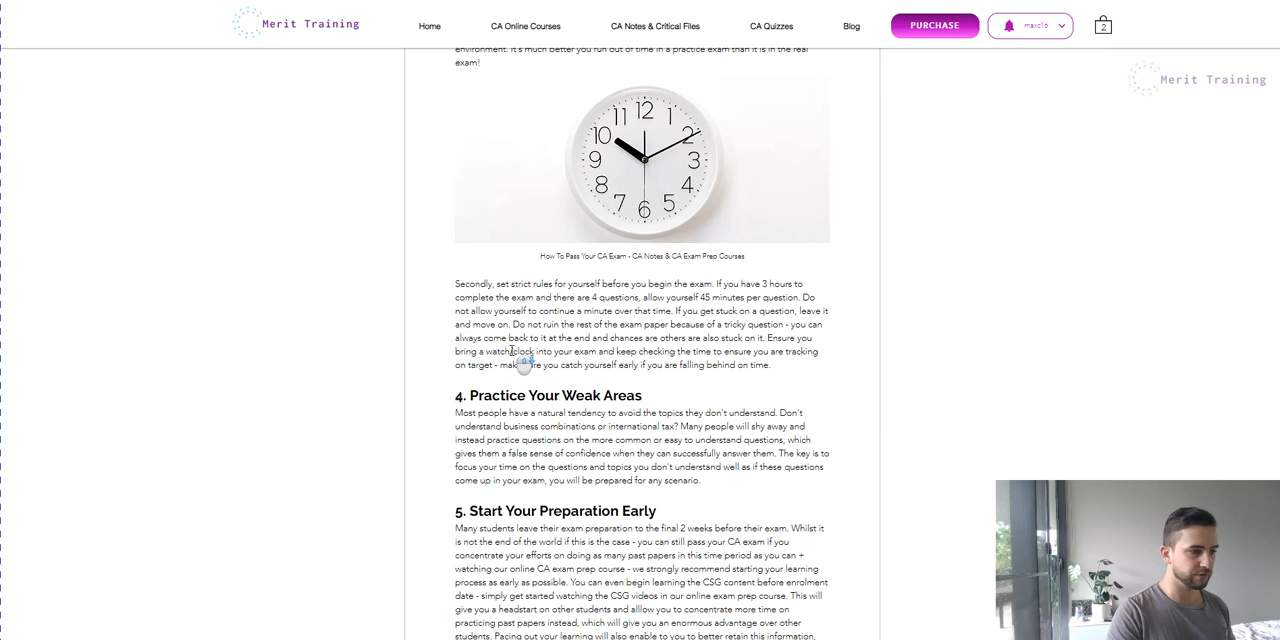 Merit Training
Home
CA Online Courses
CA Notes & Critical Files
CA Quizzes
Blog
PURCHASE
maxc16
2
environment. It's much better you run out of time in a practice exam than it is in the real
exam!
Merit Training
12
1
2
3
4
5
6
7
8
9
10
11
How To Pass Your CA Exam - CA Notes & CA Exam Prep Courses
Secondly, set strict rules for yourself before you begin the exam. If you have 3 hours to
complete the exam and there are 4 questions, allow yourself 45 minutes per question. Do
not allow yourself to continue a minute over that time. If you get stuck on a question, leave it
and move on. Do not ruin the rest of the exam paper because of a tricky question - you can
always come back to it at the end and chances are others are also stuck on it. Ensure you
bring a watch/clock into your exam and keep checking the time to ensure you are tracking
on target - make sure you catch yourself early if you are falling behind on time.
4. Practice Your Weak Areas
Most people have a natural tendency to avoid the topics they don't understand. Don't
understand business combinations or international tax? Many people will shy away and
instead practice questions on the more common or easy to understand questions, which
gives them a false sense of confidence when they can successfully answer them. The key is to
focus your time on the questions and topics you don't understand well as if these questions
come up in your exam, you will be prepared for any scenario.
5. Start Your Preparation Early
Many students leave their exam preparation to the final 2 weeks before their exam. Whilst it
is not the end of the world if this is the case - you can still pass your CA exam if you
concentrate your efforts on doing as many past papers in this time period as you can +
watching our online CA exam prep course - we strongly recommend starting your learning
process as early as possible. You can even begin learning the CSG content before enrolment
date - simply get started watching the CSG videos in our online exam prep course. This will
give you a headstart on other students and alllow you to concentrate more time on
practicing past papers instead, which will give you an enormous advantage over other
students. Pacing out your learning will also enable to you to better retain this information,